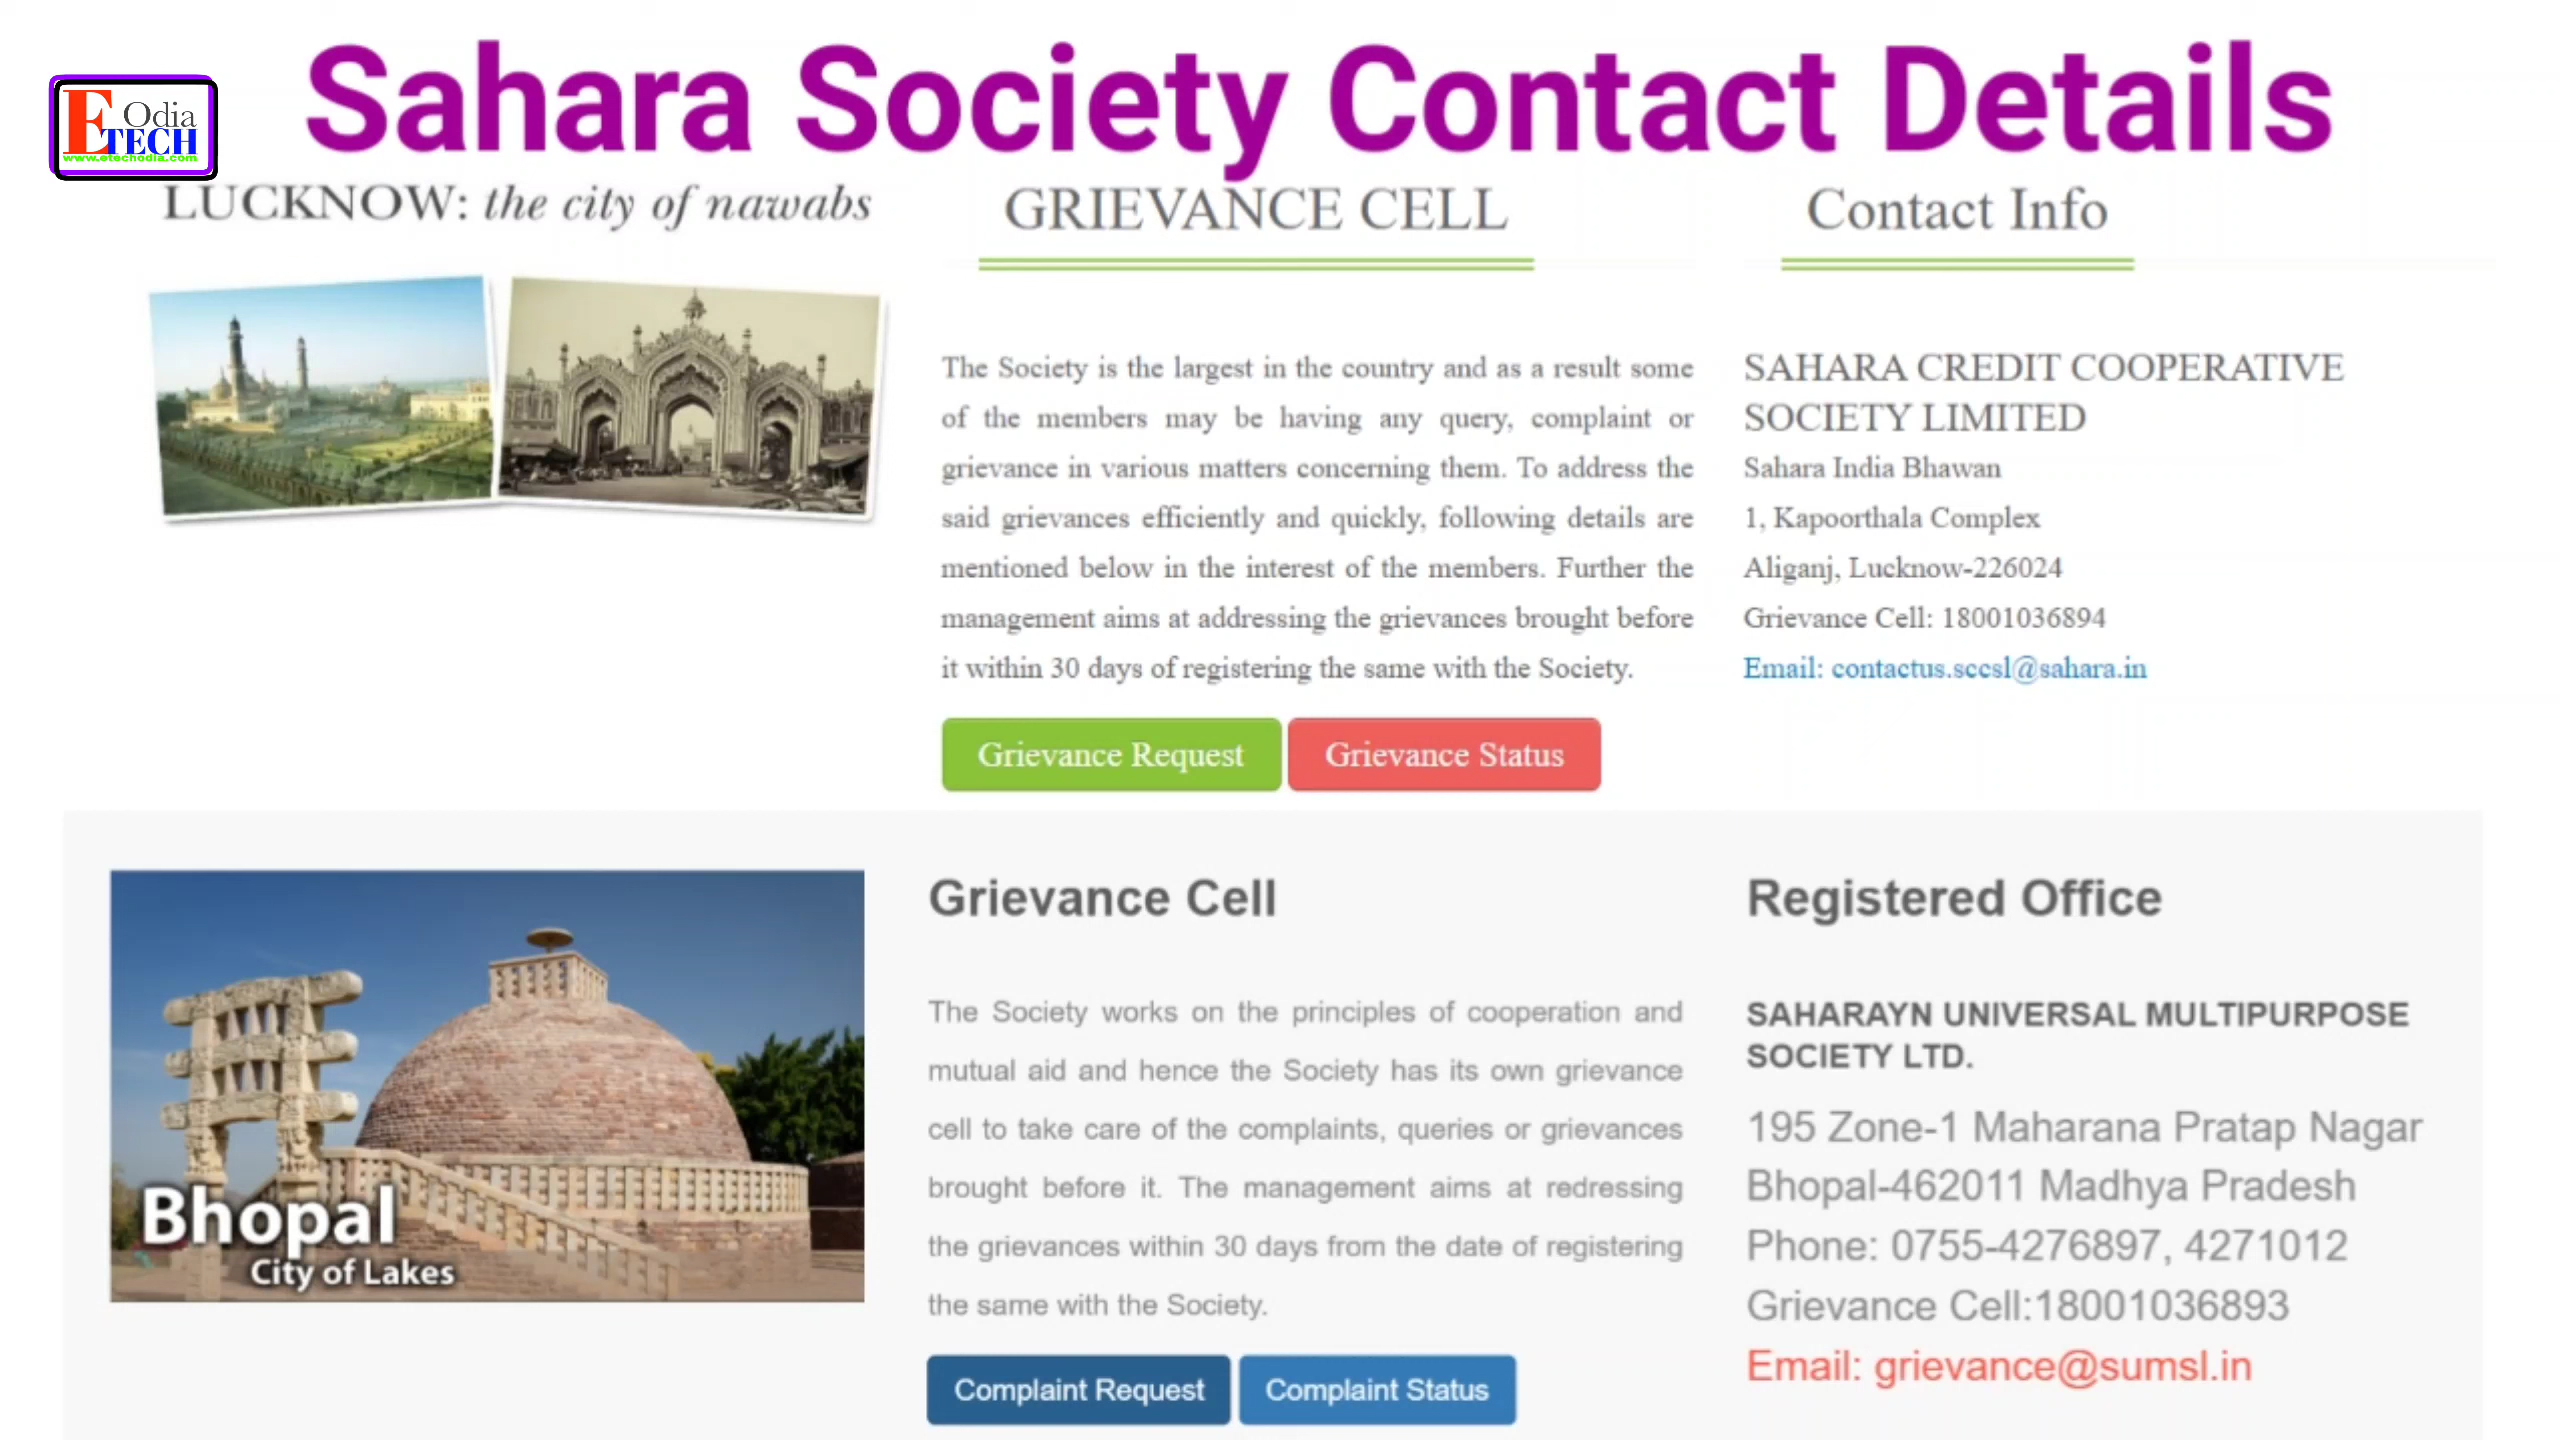 Sahara Society Contact Details
E Odia
TECH
www.etechodia.com
LUCKNOW: the city of nawabs
GRIEVANCE CELL
The Society is the largest in the country and as a result some
of the members may be having any query, complaint or
grievance in various matters concerning them. To address the
said grievances efficiently and quickly, following details are
mentioned below in the interest of the members. Further the
management aims at addressing the grievances brought before
it within 30 days of registering the same with the Society.
Grievance Request
Grievance Status
Contact Info
SAHARA CREDIT COOPERATIVE
SOCIETY LIMITED
Sahara India Bhawan
1, Kapoorthala Complex
Aliganj, Lucknow-226024
Grievance Cell: 18001036894
Email: contactus.sccsl@sahara.in
Bhopal
City of Lakes
Grievance Cell
The Society works on the principles of cooperation and
mutual aid and hence the Society has its own grievance
cell to take care of the complaints, queries or grievances
brought before it. The management aims at redressing
the grievances within 30 days from the date of registering
the same with the Society.
Complaint Request
Complaint Status
Registered Office
SAHARAYN UNIVERSAL MULTIPURPOSE
SOCIETY LTD.
195 Zone-1 Maharana Pratap Nagar
Bhopal-462011 Madhya Pradesh
Phone: 0755-4276897, 4271012
Grievance Cell:18001036893
Email: grievance@sumsl.in